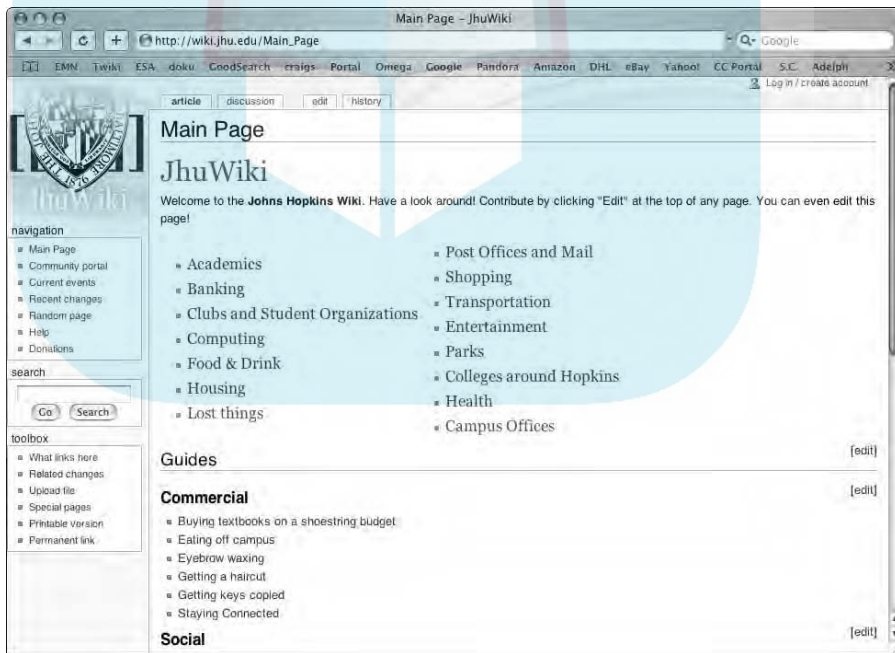 Main Page – JhuWiki
http://wiki.jhu.edu/Main_Page
Google
EMN Twiki ESA doku GoodSearch craigs Portal Omega Google Pandora Amazon DHL eBay Yahoo! CC Portal S.C. Adelph
Log in / create account
article discussion edit history
Main Page
JhuWiki
Welcome to the Johns Hopkins Wiki. Have a look around! Contribute by clicking "Edit" at the top of any page. You can even edit this
page!
JhuWiki
navigation
Main Page
Community portal
Current events
Recent changes
Random page
Help
Donations
search
Go Search
toolbox
What links here
Related changes
Upload file
Special pages
Printable version
Permanent link
Academics
Banking
Clubs and Student Organizations
Computing
Food & Drink
Housing
Lost things
Post Offices and Mail
Shopping
Transportation
Entertainment
Parks
Colleges around Hopkins
Health
Campus Offices
Guides [edit]
Commercial [edit]
Buying textbooks on a shoestring budget
Eating off campus
Eyebrow waxing
Getting a haircut
Getting keys copied
Staying Connected
Social [edit]